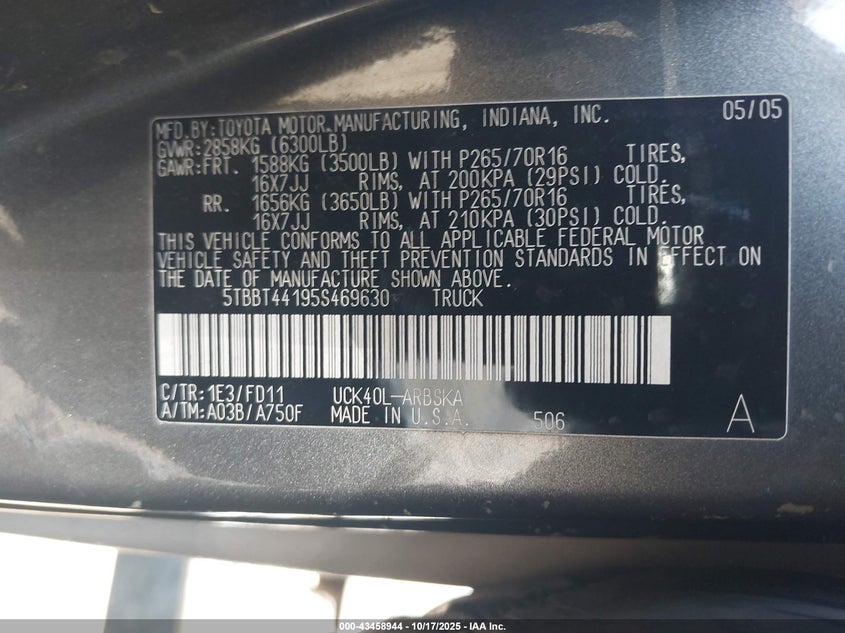 MFD.BY:TOYOTA MOTOR MANUFACTURING, INDIANA, INC. 05/05
GVWR:2858KG (6300LB)
GAWR:FRT. 1588KG (3500LB) WITH P265/70R16 TIRES,
16X7JJ RIMS, AT 200KPA (29PSI) COLD.
RR. 1656KG (3650LB) WITH P265/70R16 TIRES,
16X7JJ RIMS, AT 210KPA (30PSI) COLD.
THIS VEHICLE CONFORMS TO ALL APPLICABLE FEDERAL MOTOR
VEHICLE SAFETY AND THEFT PREVENTION STANDARDS IN EFFECT ON
THE DATE OF MANUFACTURE SHOWN ABOVE.
5TBBT44195S469630 TRUCK
C/TR:1E3/FD11 UCK40L-ARBSKA
A/TM:A03B/A750F MADE IN U.S.A. 506 A
000-43458944 - 10/17/2025 - IAA Inc.